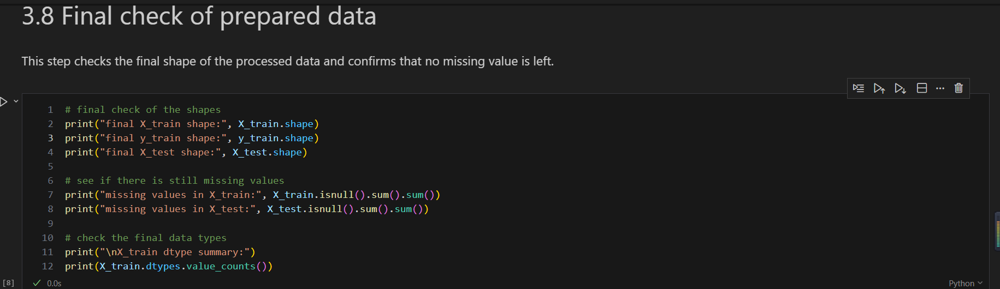 3.8 Final check of prepared data
This step checks the final shape of the processed data and confirms that no missing value is left.
1 # final check of the shapes
2 print("final X_train shape:", X_train.shape)
3 print("final y_train shape:", y_train.shape)
4 print("final X_test shape:", X_test.shape)
5
6 # see if there is still missing values
7 print("missing values in X_train:", X_train.isnull().sum().sum())
8 print("missing values in X_test:", X_test.isnull().sum().sum())
9
10 # check the final data types
11 print("\nX_train dtype summary:")
12 print(X_train.dtypes.value_counts())
[8] 0.0s Python